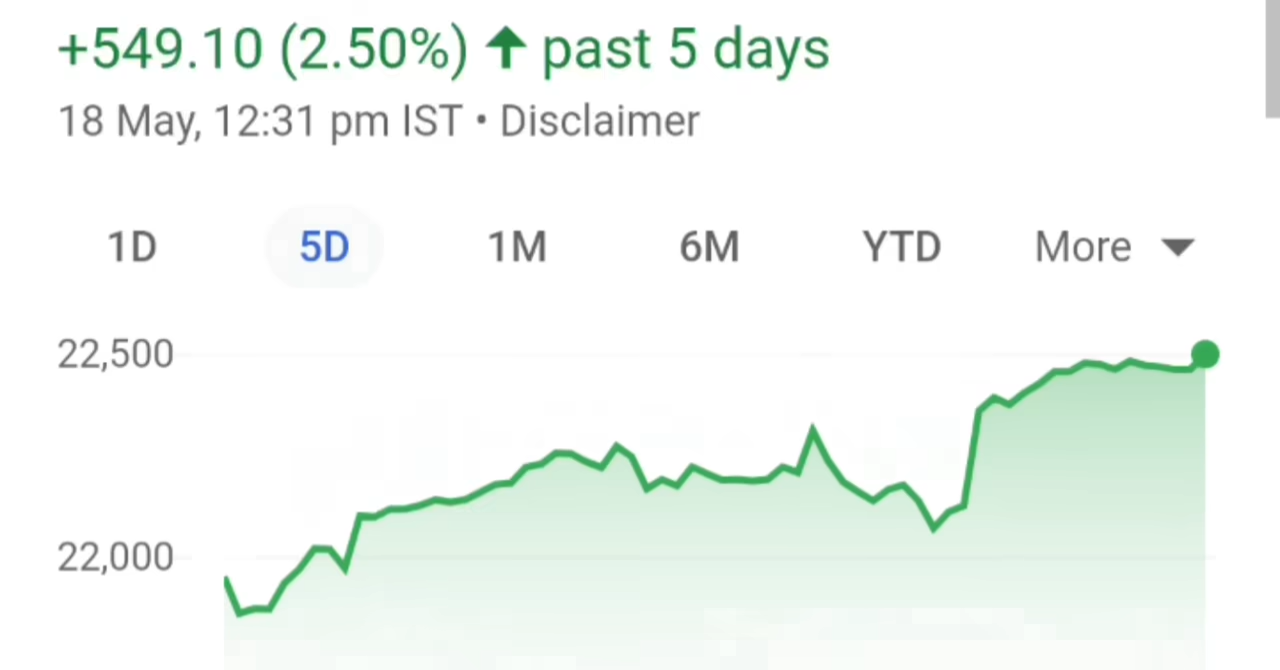 +549.10 (2.50%) ↑ past 5 days
18 May, 12:31 pm IST • Disclaimer
1D 5D 1M 6M YTD More
22,500
22,000